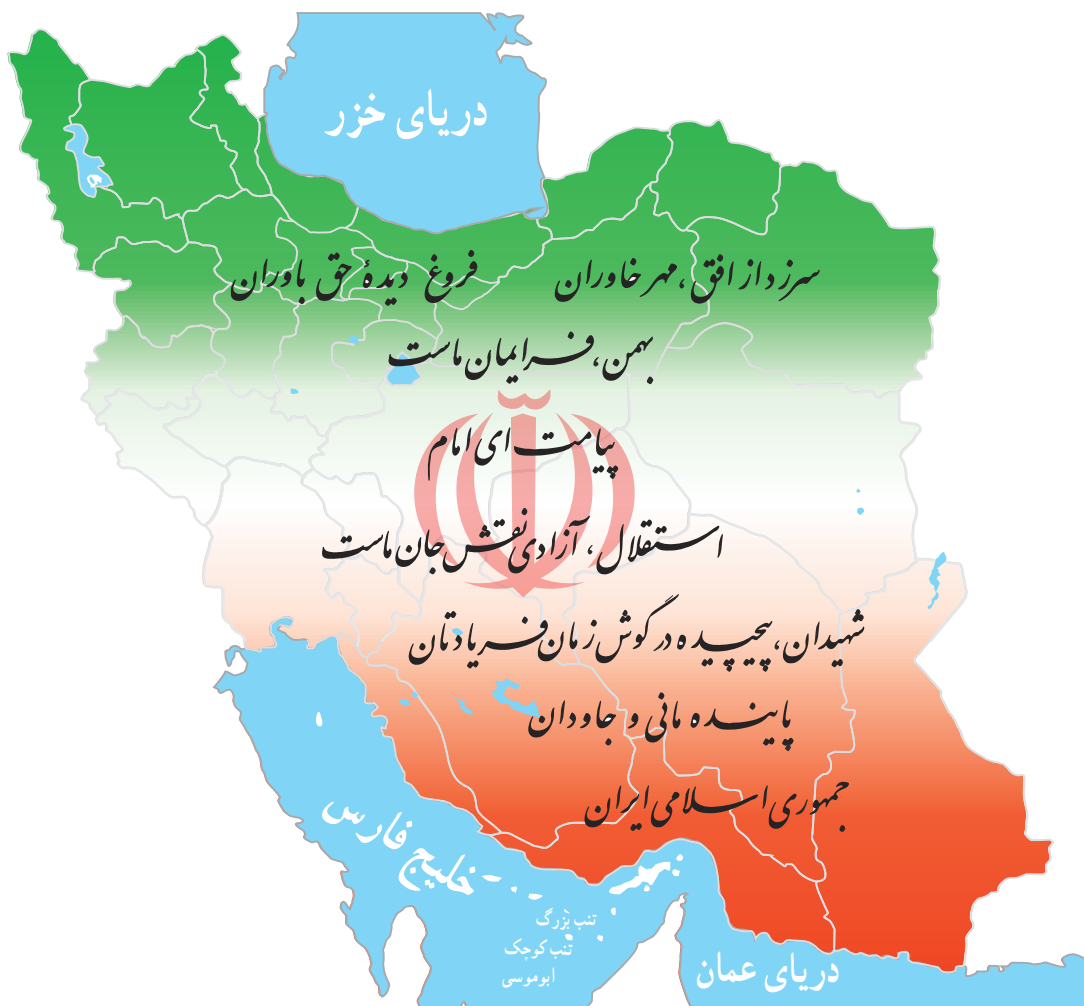 دریای خزر
سر زد از افق، مهر خاوران فروغ دیدهٔ حق باوران
بهمن، فر ایمان ماست
پیامت ای امام
استقلال، آزادی نقش جان ماست
شهیدان، پیچیده در گوش زمان فریادتان
پاینده مانی و جاودان
جمهوری اسلامی ایران
خلیج فارس
تنب بزرگ
تنب کوچک
ابوموسی
دریای عمان